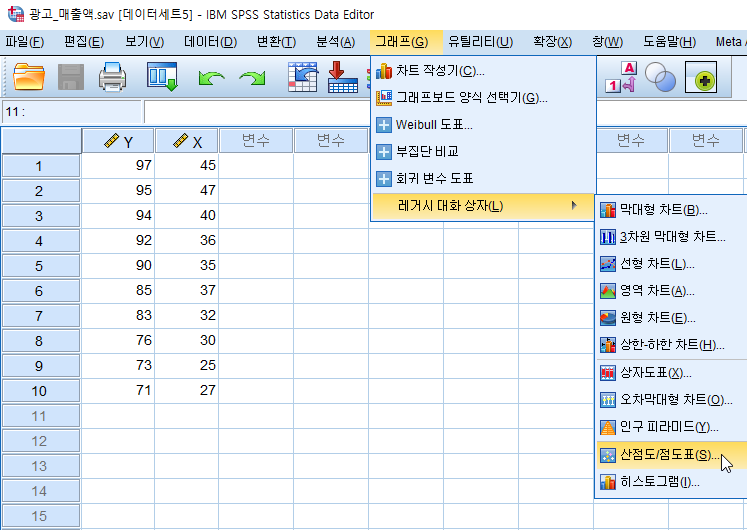 광고_매출액.sav [데이터세트5] - IBM SPSS Statistics Data Editor
파일(F) 편집(E) 보기(V) 데이터(D) 변환(T) 분석(A) 그래프(G) 유틸리티(U) 확장(X) 창(W) 도움말(H) Meta
차트 작성기(C)...
그래프보드 양식 선택기(G)...
Weibull 도표...
부집단 비교
회귀 변수 도표
레거시 대화 상자(L)
막대형 차트(B)...
3차원 막대형 차트...
선형 차트(L)...
영역 차트(A)...
원형 차트(E)...
상한-하한 차트(H)...
상자도표(X)...
오차막대형 차트(O)...
인구 피라미드(Y)...
산점도/점도표(S)...
히스토그램(I)...
A
1
11 :
Y X 변수 변수 변수 변수
1 97 45
2 95 47
3 94 40
4 92 36
5 90 35
6 85 37
7 83 32
8 76 30
9 73 25
10 71 27
11
12
13
14
15